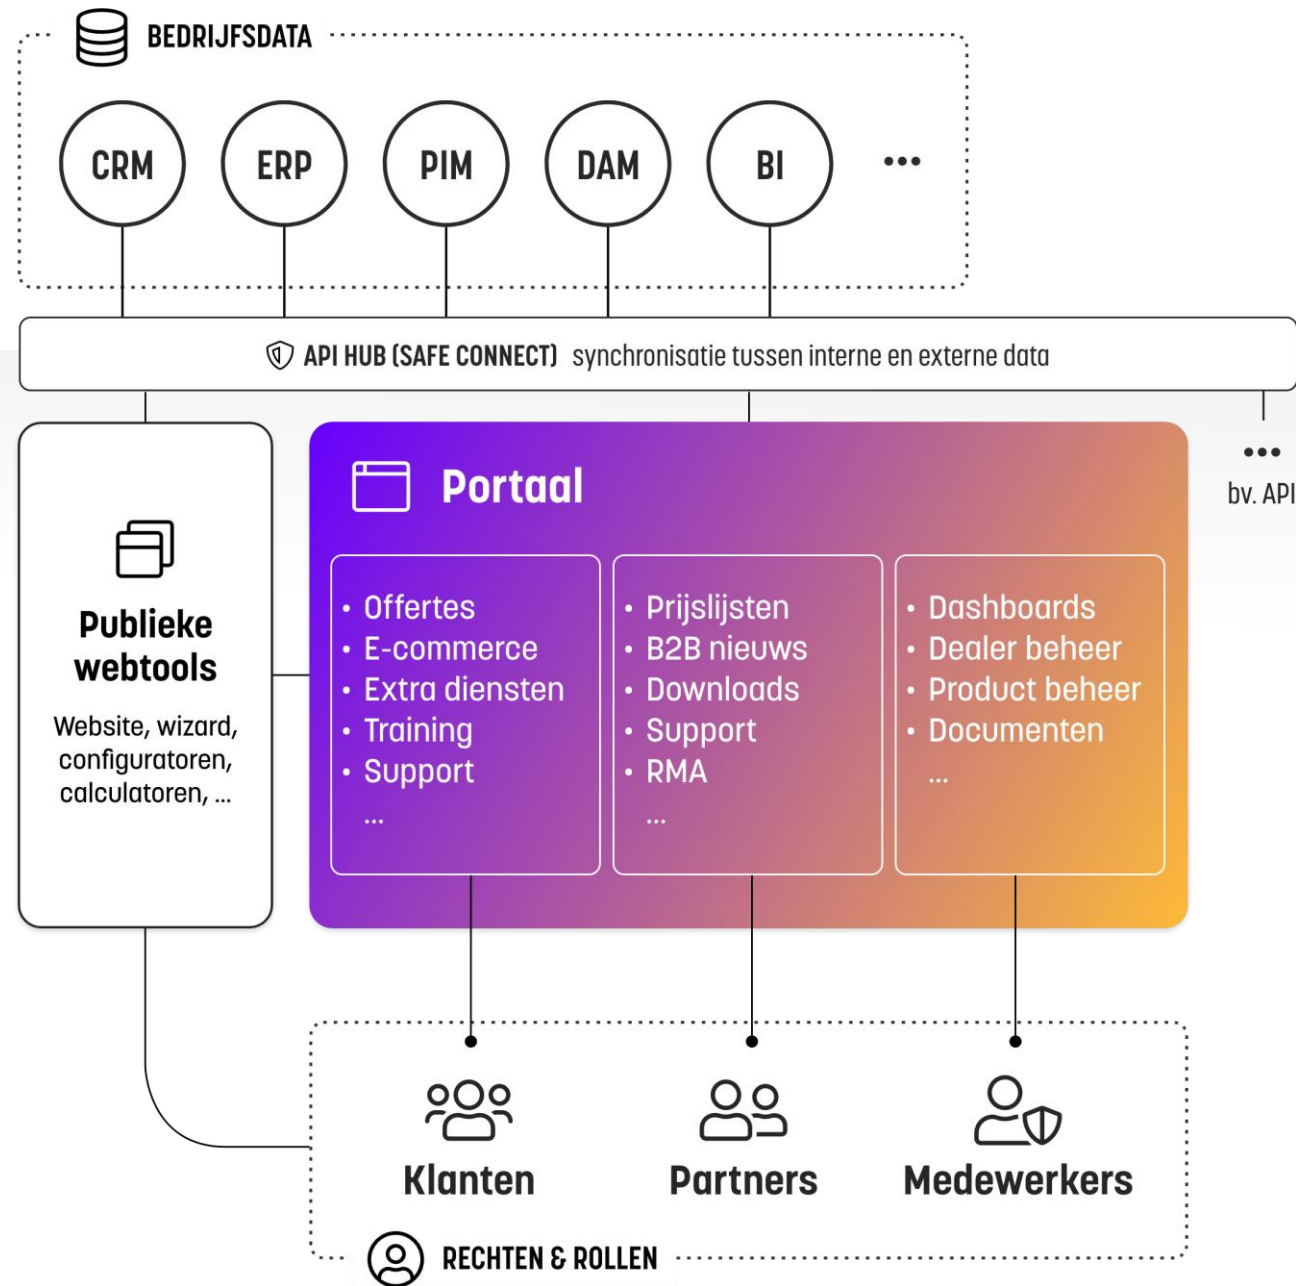 BEDRIJFSDATA
CRM
ERP
PIM
DAM
BI
...
API HUB (SAFE CONNECT) synchronisatie tussen interne en externe data
...
bv. API
Publieke
webtools
Website, wizard,
configuratoren,
calculatoren, ...
Portaal
• Offertes
• E-commerce
• Extra diensten
• Training
• Support
...
• Prijslijsten
• B2B nieuws
• Downloads
• Support
• RMA
...
• Dashboards
• Dealer beheer
• Product beheer
• Documenten
...
Klanten
Partners
Medewerkers
RECHTEN & ROLLEN